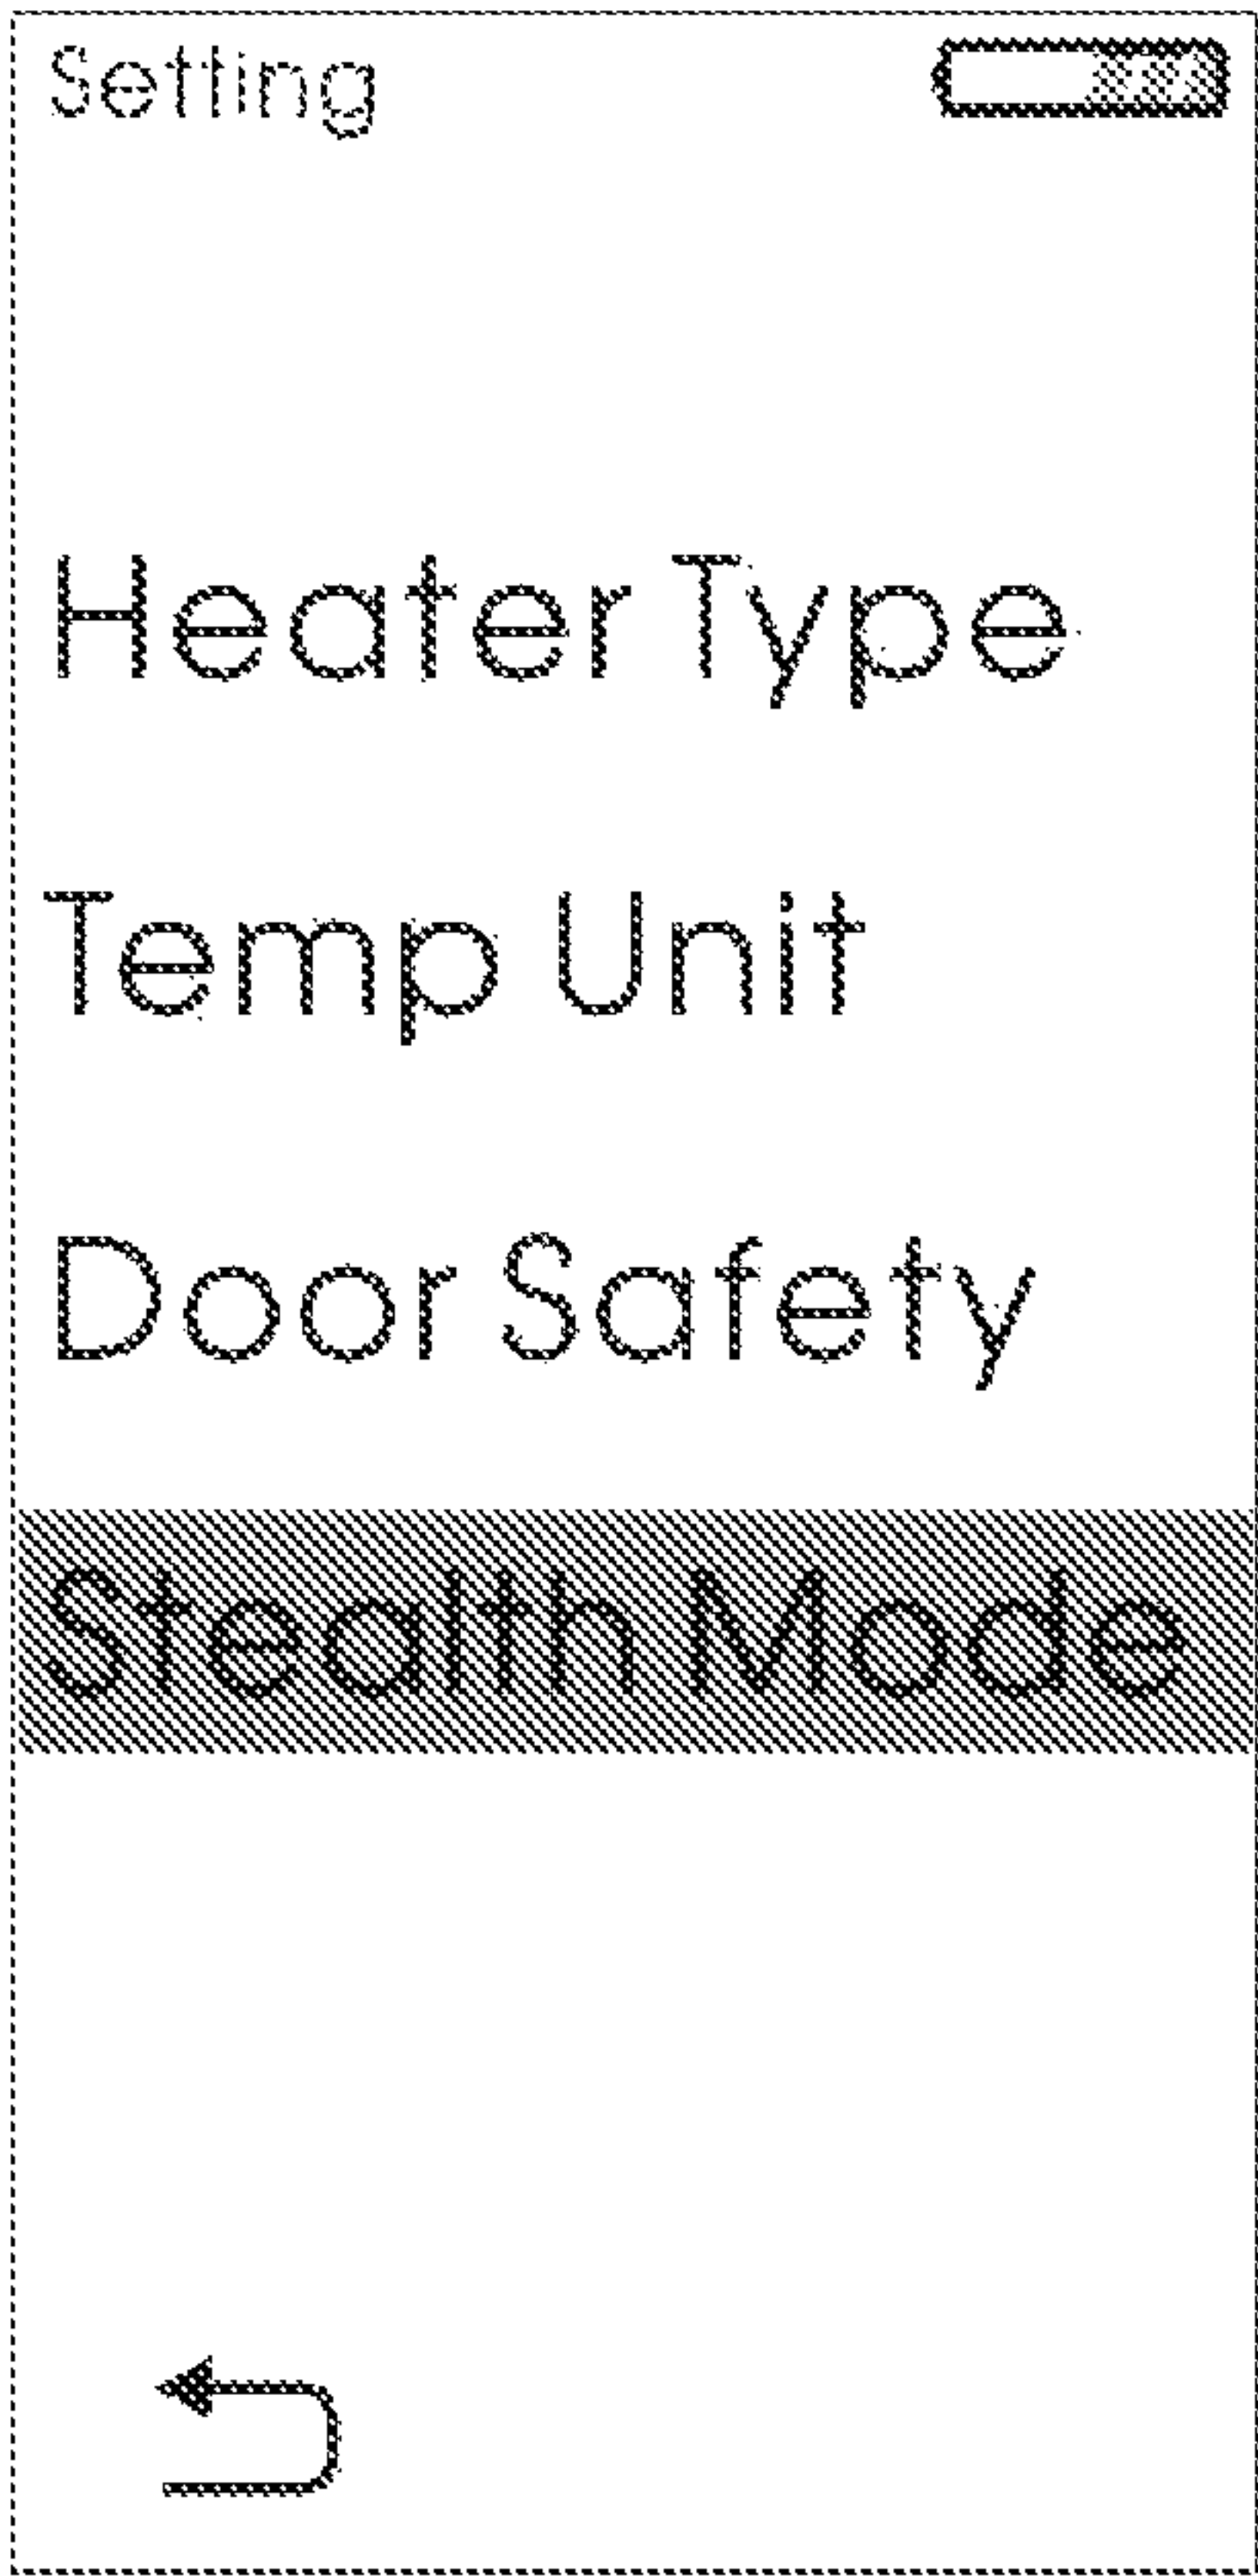 Setting
Heater Type
Temp Unit
Door Safety
Stealth Mode